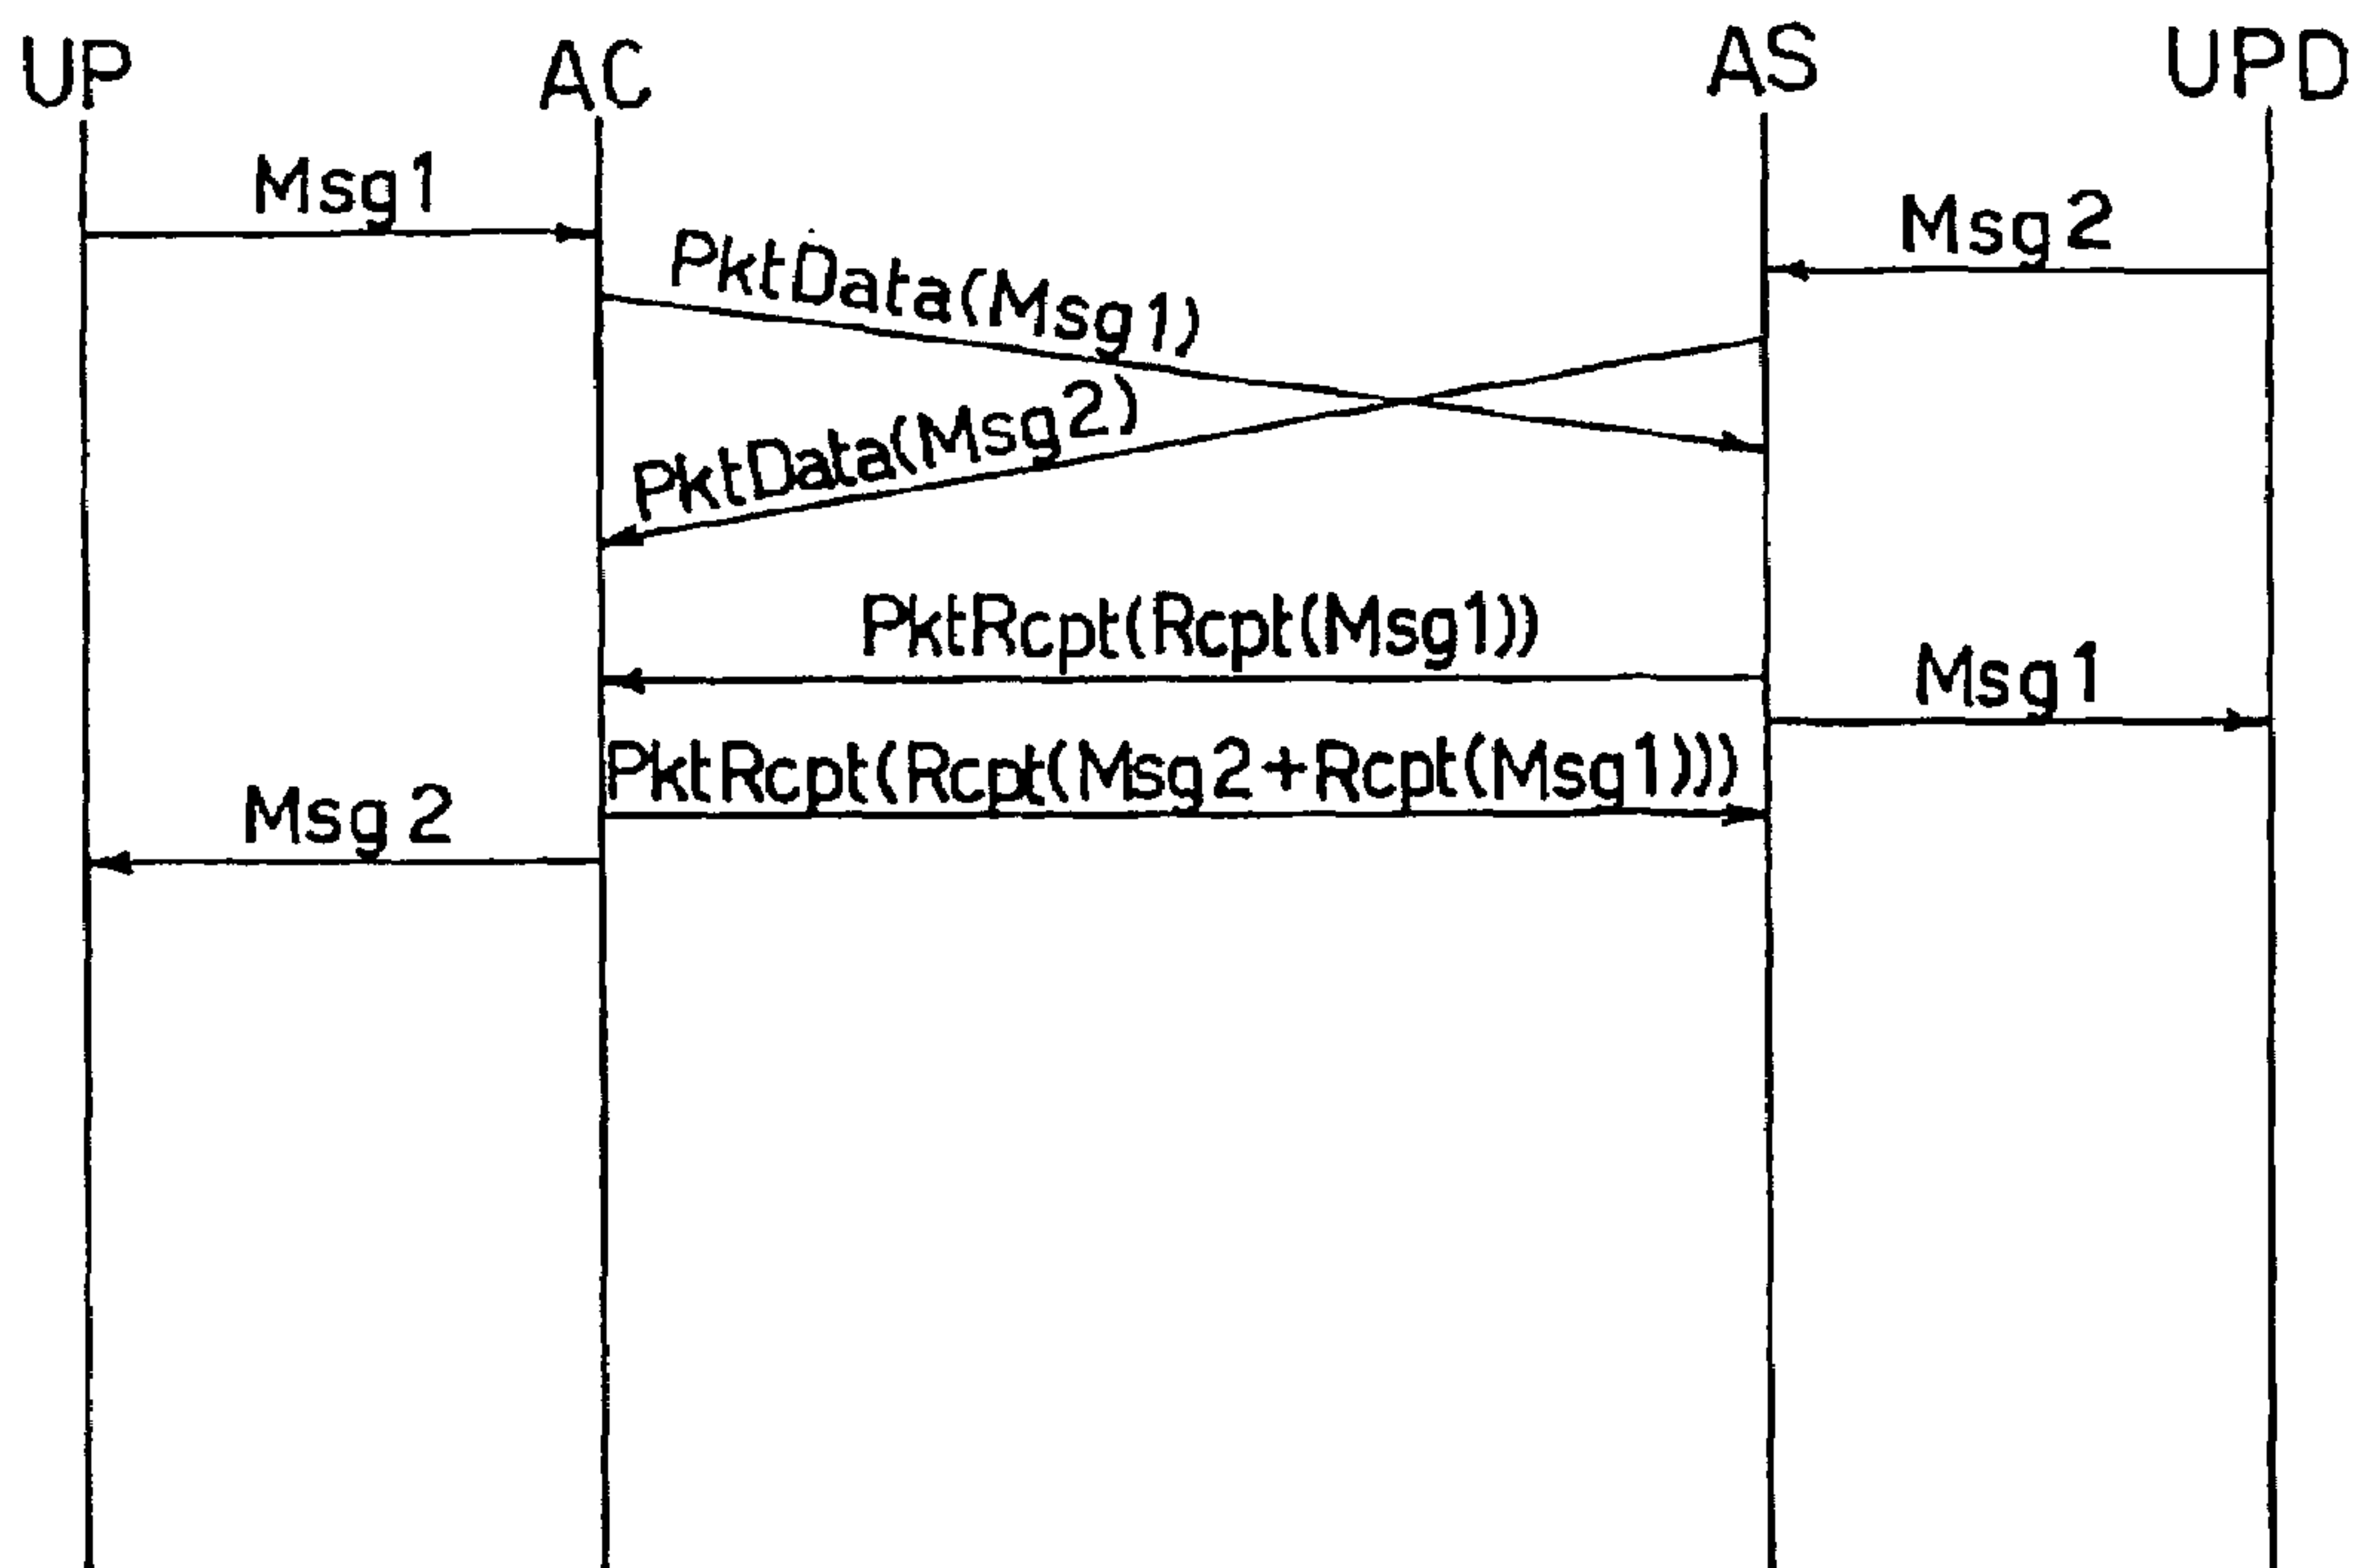 UP AC AS UPD
Msg1
Msg2
PktData(Msg1)
PktData(Msg2)
PktRcpt(Rcpt(Msg1))
Msg1
PktRcpt(Rcpt(Msg2+Rcpt(Msg1)))
Msg2